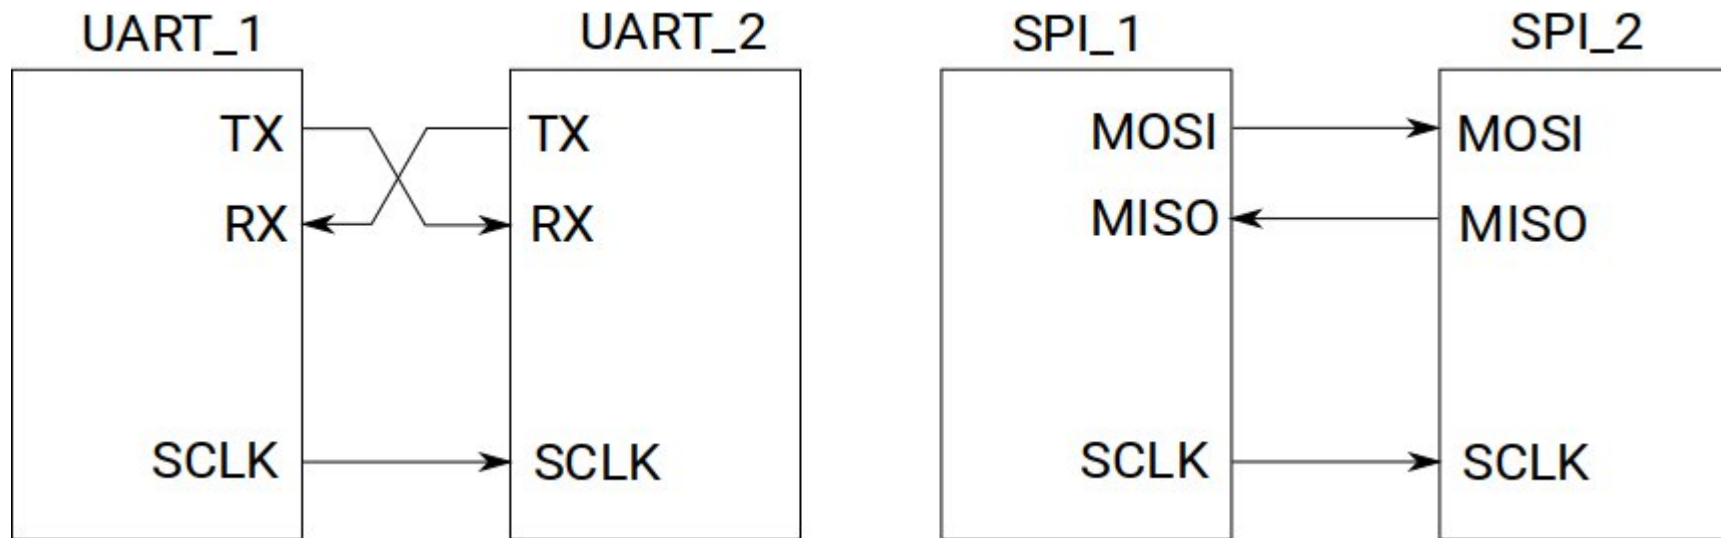 UART_1
UART_2
TX
TX
RX
RX
SCLK
SCLK
SPI_1
SPI_2
MOSI
MOSI
MISO
MISO
SCLK
SCLK